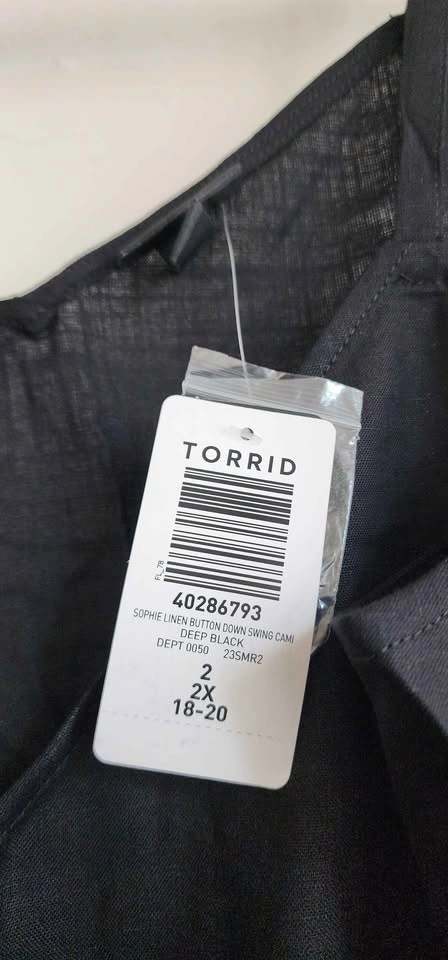 TORRID
FL_78
40286793
SOPHIE LINEN BUTTON DOWN SWING CAMI
DEEP BLACK
DEPT 0050 23SMR2
2
2X
18-20